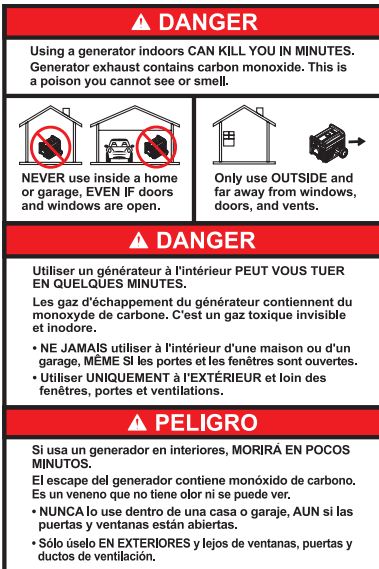 DANGER
Using a generator indoors CAN KILL YOU IN MINUTES.
Generator exhaust contains carbon monoxide. This is
a poison you cannot see or smell.
NEVER use inside a home
or garage, EVEN IF doors
and windows are open.
Only use OUTSIDE and
far away from windows,
doors, and vents.
DANGER
Utiliser un générateur à l'intérieur PEUT VOUS TUER
EN QUELQUES MINUTES.
Les gaz d'échappement du générateur contiennent du
monoxyde de carbone. C'est un gaz toxique invisible
et inodore.
• NE JAMAIS utiliser à l'intérieur d'une maison ou d'un
garage, MÊME SI les portes et les fenêtres sont ouvertes.
• Utiliser UNIQUEMENT à l'EXTÉRIEUR et loin des
fenêtres, portes et ventilations.
PELIGRO
Si usa un generador en interiores, MORIRÁ EN POCOS
MINUTOS.
El escape del generador contiene monóxido de carbono.
Es un veneno que no tiene olor ni se puede ver.
• NUNCA lo use dentro de una casa o garaje, AUN si las
puertas y ventanas están abiertas.
• Sólo úselo EN EXTERIORES y lejos de ventanas, puertas y
ductos de ventilación.